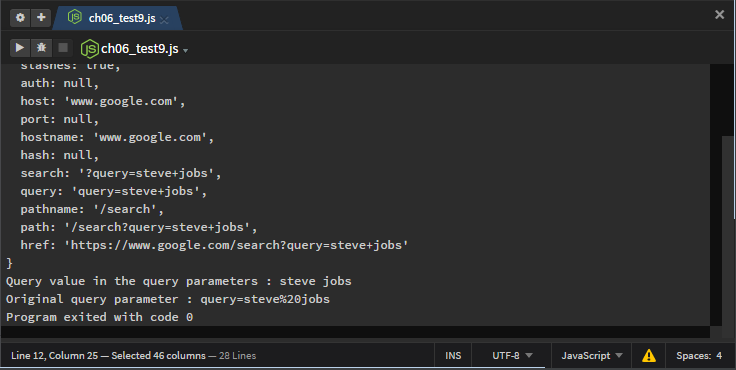 ch06_test9.js
ch06_test9.js
slashes: true,
auth: null,
host: 'www.google.com',
port: null,
hostname: 'www.google.com',
hash: null,
search: '?query=steve+jobs',
query: 'query=steve+jobs',
pathname: '/search',
path: '/search?query=steve+jobs',
href: 'https://www.google.com/search?query=steve+jobs'
}
Query value in the query parameters : steve jobs
Original query parameter : query=steve%20jobs
Program exited with code 0
Line 12, Column 25 — Selected 46 columns — 28 Lines INS UTF-8 JavaScript Spaces: 4